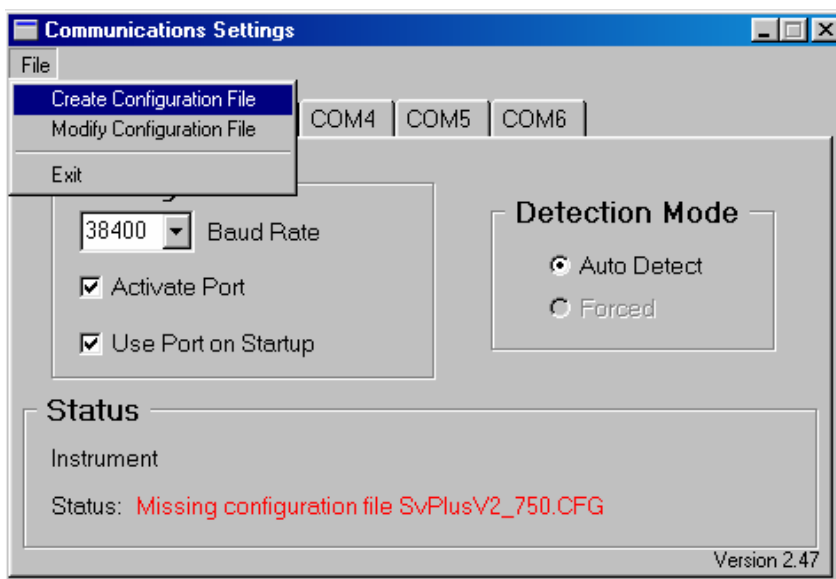 Communications Settings
File
Create Configuration File
Modify Configuration File
Exit
COM4 COM5 COM6
38400 Baud Rate
Activate Port
Use Port on Startup
Detection Mode
Auto Detect
Forced
Status
Instrument
Status: Missing configuration file SvPlusV2_750.CFG
Version 2.47